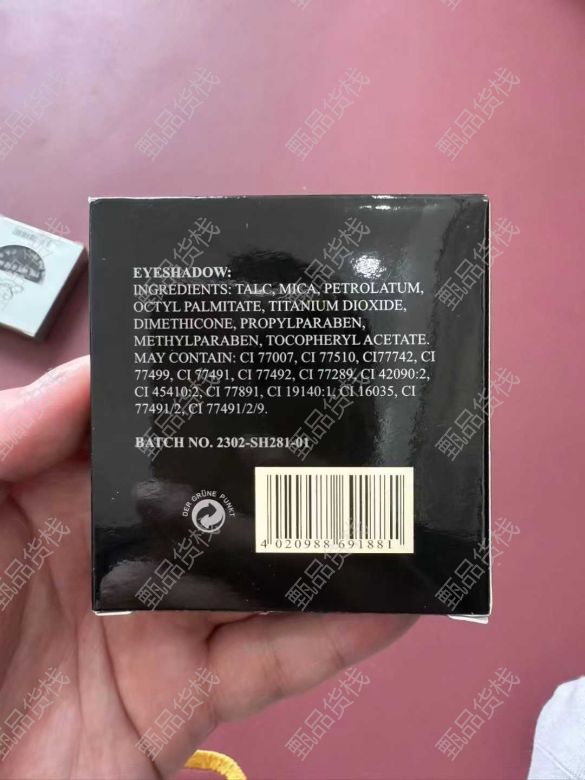 EYESHADOW:
INGREDIENTS: TALC, MICA, PETROLATUM,
OCTYL PALMITATE, TITANIUM DIOXIDE,
DIMETHICONE, PROPYLPARABEN,
METHYLPARABEN, TOCOPHERYL ACETATE.
MAY CONTAIN: CI 77007, CI 77510, CI77742, CI
77499, CI 77491, CI 77492, CI 77289, CI 42090:2,
CI 45410:2, CI 77891, CI 19140:1, CI 16035, CI
77491/2, CI 77491/2/9.
BATCH NO. 2302-SH281-01
DER GRÜNE PUNKT
4 020988 691881
甄品货栈